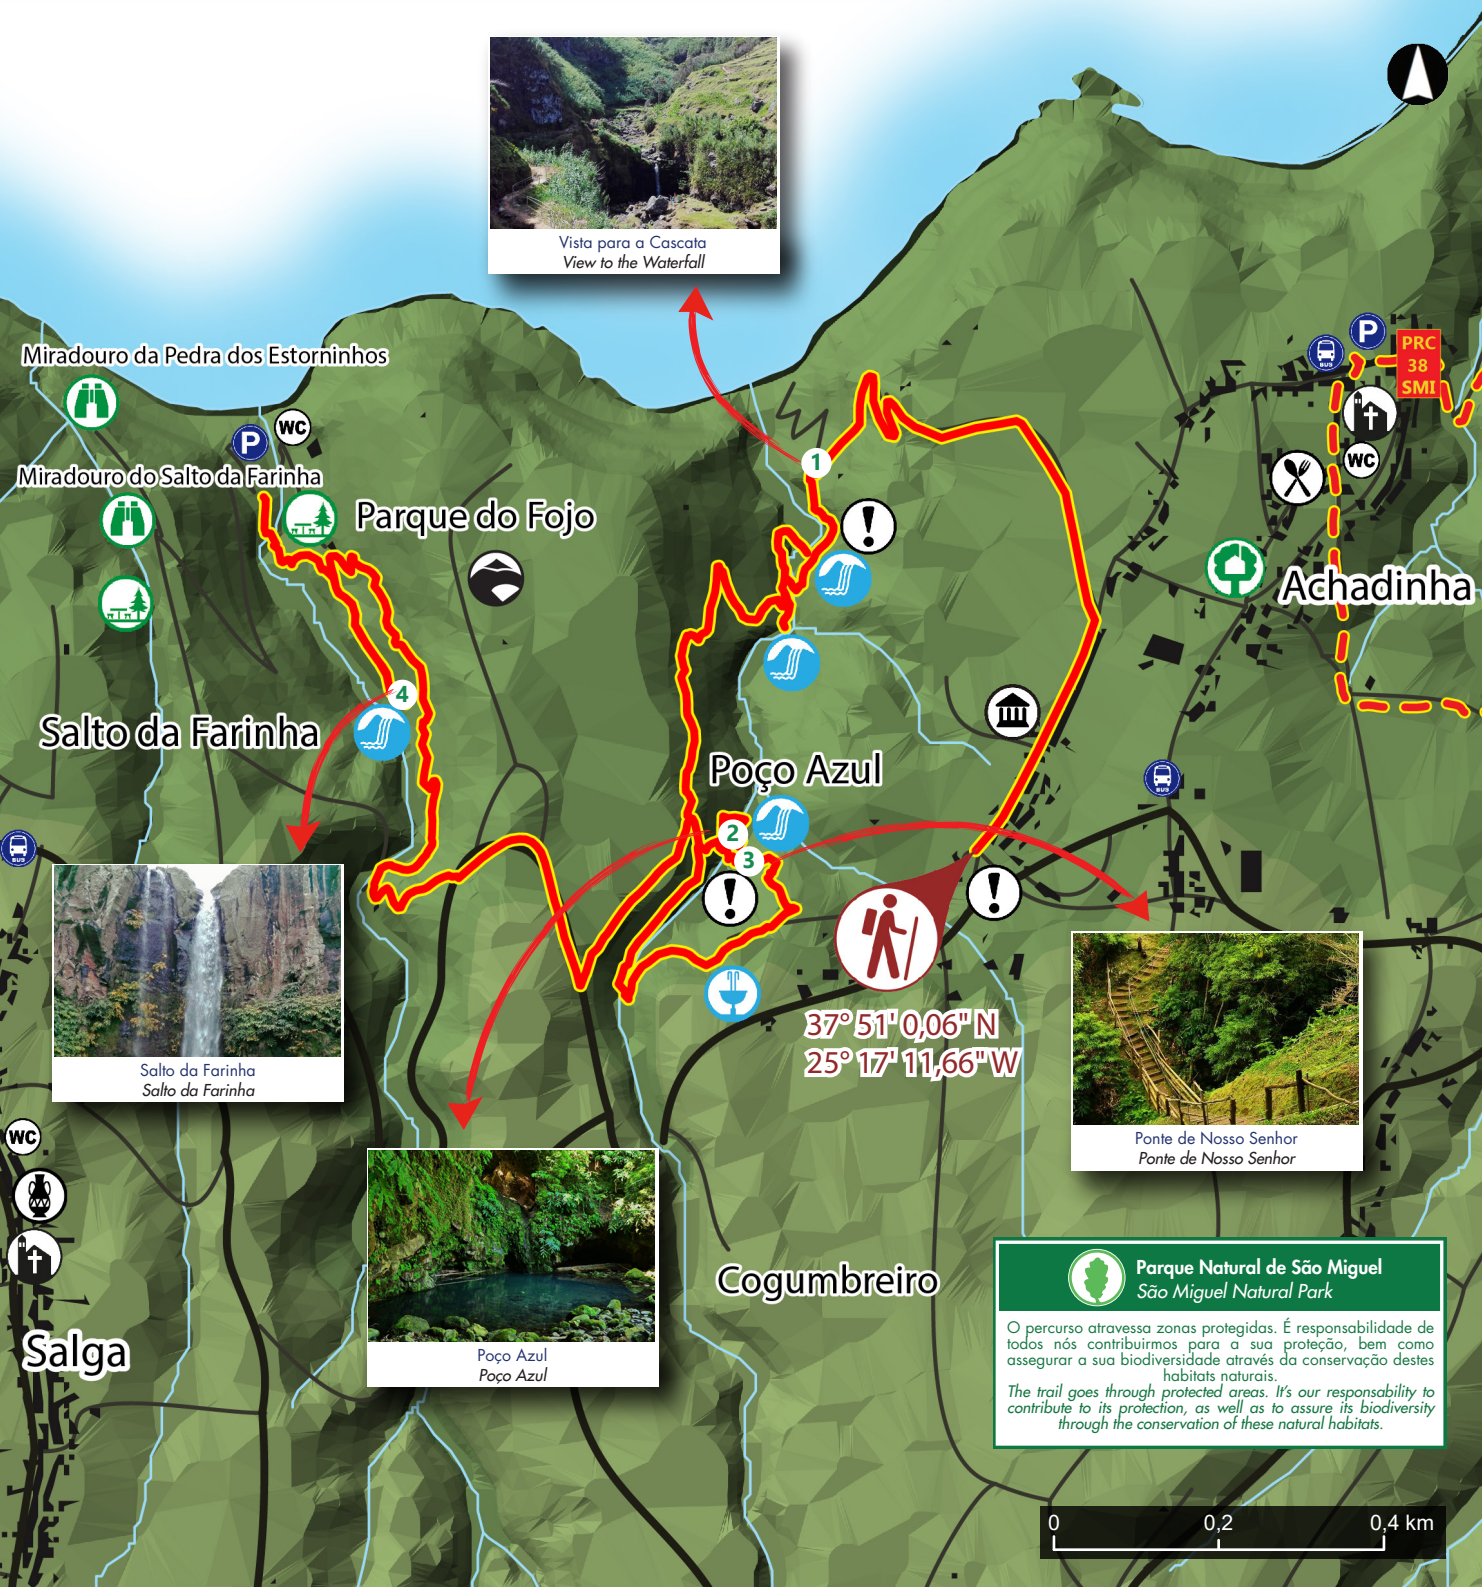 Vista para a Cascata
View to the Waterfall
Miradouro da Pedra dos Estorninhos
P
WC
Miradouro do Salto da Farinha
Parque do Fojo
1
BUS
P
PRC
38
SMI
WC
Achadinha
4
Salto da Farinha
Poço Azul
BUS
2
3
!
!
!
BUS
37° 51' 0,06" N
25° 17' 11,66" W
Salto da Farinha
Salto da Farinha
Ponte de Nosso Senhor
Ponte de Nosso Senhor
WC
Poço Azul
Poço Azul
Cogumbreiro
Salga
Parque Natural de São Miguel
São Miguel Natural Park
O percurso atravessa zonas protegidas. É responsabilidade de
todos nós contribuirmos para a sua proteção, bem como
assegurar a sua biodiversidade através da conservação destes
habitats naturais.
The trail goes through protected areas. It's our responsability to
contribute to its protection, as well as to assure its biodiversity
through the conservation of these natural habitats.
0 0,2 0,4 km